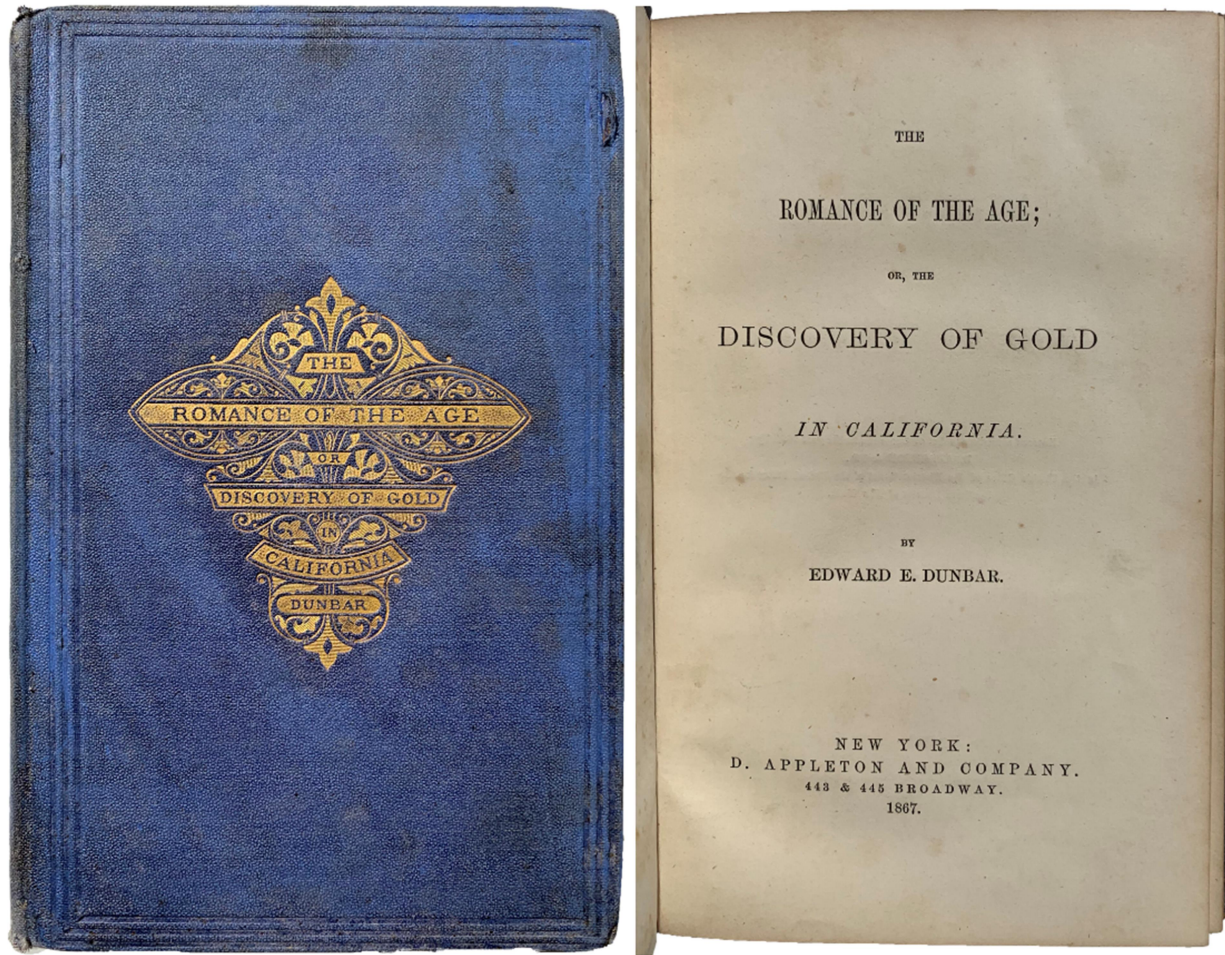 THE
ROMANCE OF THE AGE
OR
DISCOVERY OF GOLD
IN
CALIFORNIA
DUNBAR
THE
ROMANCE OF THE AGE;
OR, THE
DISCOVERY OF GOLD
IN CALIFORNIA.
BY
EDWARD E. DUNBAR.
NEW YORK:
D. APPLETON AND COMPANY.
443 & 445 BROADWAY.
1867.